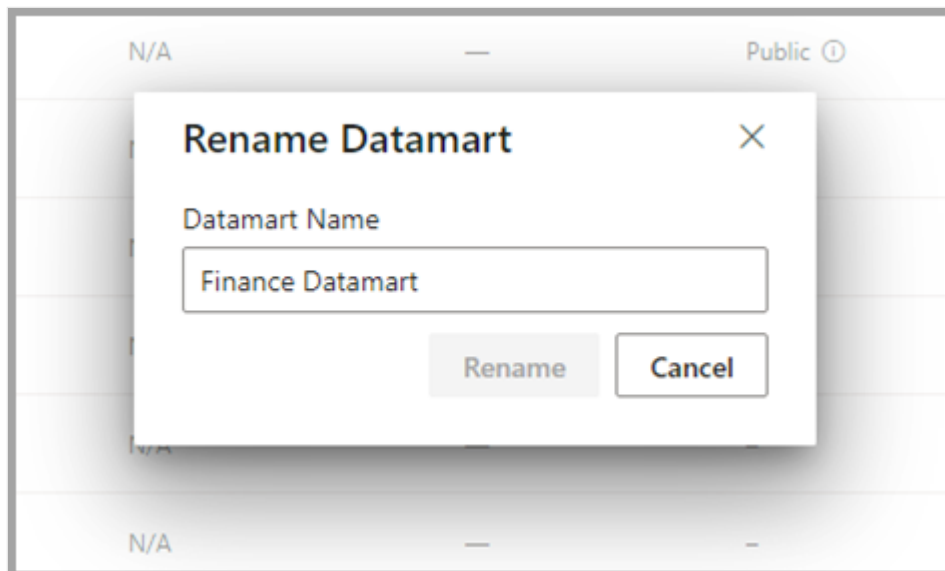 N/A — Public ⓘ
Rename Datamart
Datamart Name
Finance Datamart
Rename Cancel
N/A — –
N/A — –